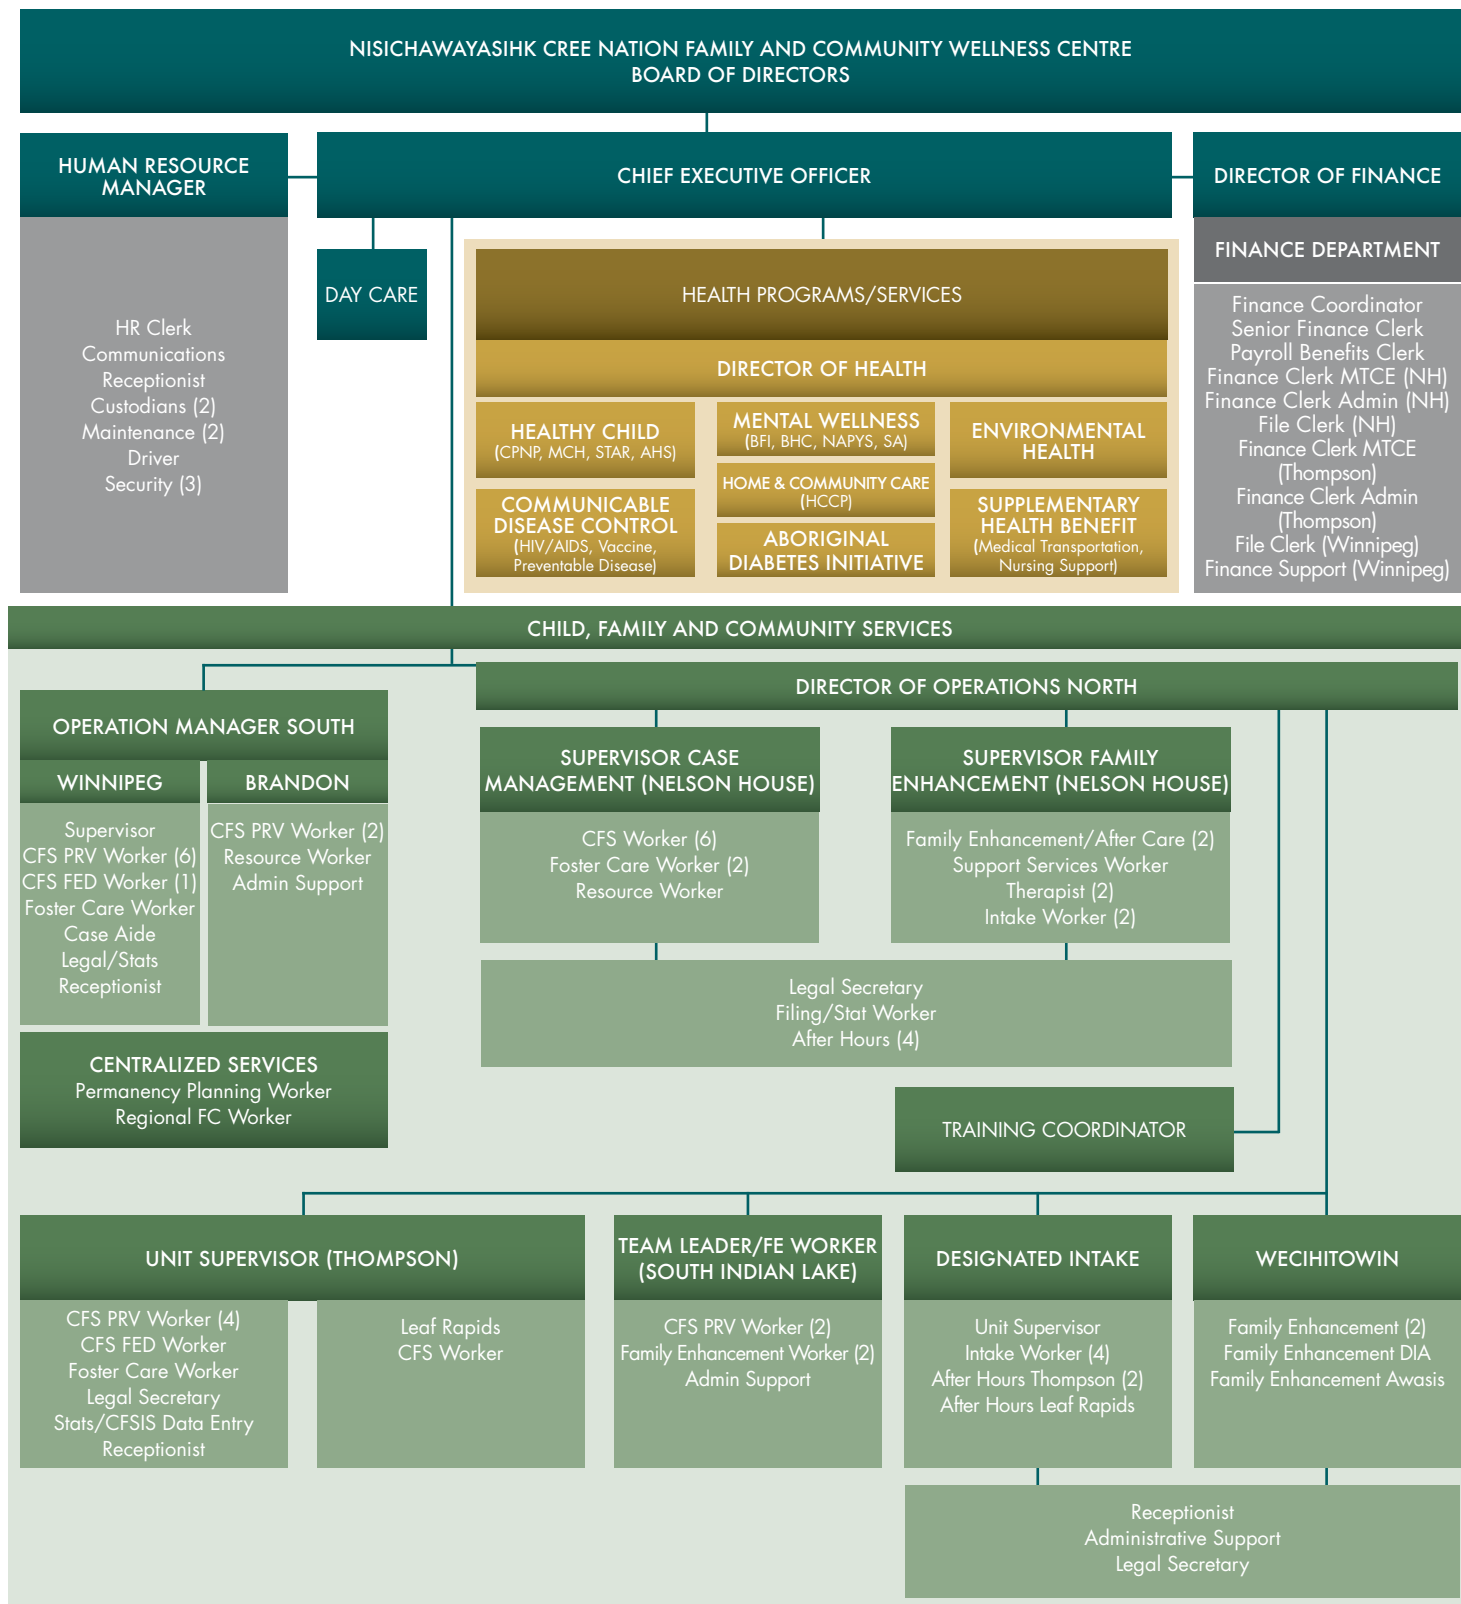 NISICHAWAYASIHK CREE NATION FAMILY AND COMMUNITY WELLNESS CENTRE
BOARD OF DIRECTORS
HUMAN RESOURCE
MANAGER
HR Clerk
Communications
Receptionist
Custodians (2)
Maintenance (2)
Driver
Security (3)
CHIEF EXECUTIVE OFFICER
DAY CARE
HEALTH PROGRAMS/SERVICES
DIRECTOR OF HEALTH
HEALTHY CHILD
(CPNP, MCH, STAR, AHS)
COMMUNICABLE
DISEASE CONTROL
(HIV/AIDS, Vaccine,
Preventable Disease)
MENTAL WELLNESS
(BFI, BHC, NAPYS, SA)
HOME & COMMUNITY CARE
(HCCP)
ABORIGINAL
DIABETES INITIATIVE
ENVIRONMENTAL
HEALTH
SUPPLEMENTARY
HEALTH BENEFIT
(Medical Transportation,
Nursing Support)
DIRECTOR OF FINANCE
FINANCE DEPARTMENT
Finance Coordinator
Senior Finance Clerk
Payroll Benefits Clerk
Finance Clerk MTCE (NH)
Finance Clerk Admin (NH)
File Clerk (NH)
Finance Clerk MTCE
(Thompson)
Finance Clerk Admin
(Thompson)
File Clerk (Winnipeg)
Finance Support (Winnipeg)
CHILD, FAMILY AND COMMUNITY SERVICES
OPERATION MANAGER SOUTH
WINNIPEG
Supervisor
CFS PRV Worker (6)
CFS FED Worker (1)
Foster Care Worker
Case Aide
Legal/Stats
Receptionist
BRANDON
CFS PRV Worker (2)
Resource Worker
Admin Support
CENTRALIZED SERVICES
Permanency Planning Worker
Regional FC Worker
DIRECTOR OF OPERATIONS NORTH
SUPERVISOR CASE
MANAGEMENT (NELSON HOUSE)
CFS Worker (6)
Foster Care Worker (2)
Resource Worker
SUPERVISOR FAMILY
ENHANCEMENT (NELSON HOUSE)
Family Enhancement/After Care (2)
Support Services Worker
Therapist (2)
Intake Worker (2)
Legal Secretary
Filing/Stat Worker
After Hours (4)
TRAINING COORDINATOR
UNIT SUPERVISOR (THOMPSON)
CFS PRV Worker (4)
CFS FED Worker
Foster Care Worker
Legal Secretary
Stats/CFSIS Data Entry
Receptionist
Leaf Rapids
CFS Worker
TEAM LEADER/FE WORKER
(SOUTH INDIAN LAKE)
CFS PRV Worker (2)
Family Enhancement Worker (2)
Admin Support
DESIGNATED INTAKE
Unit Supervisor
Intake Worker (4)
After Hours Thompson (2)
After Hours Leaf Rapids
WECIHITOWIN
Family Enhancement (2)
Family Enhancement DIA
Family Enhancement Awasis
Receptionist
Administrative Support
Legal Secretary